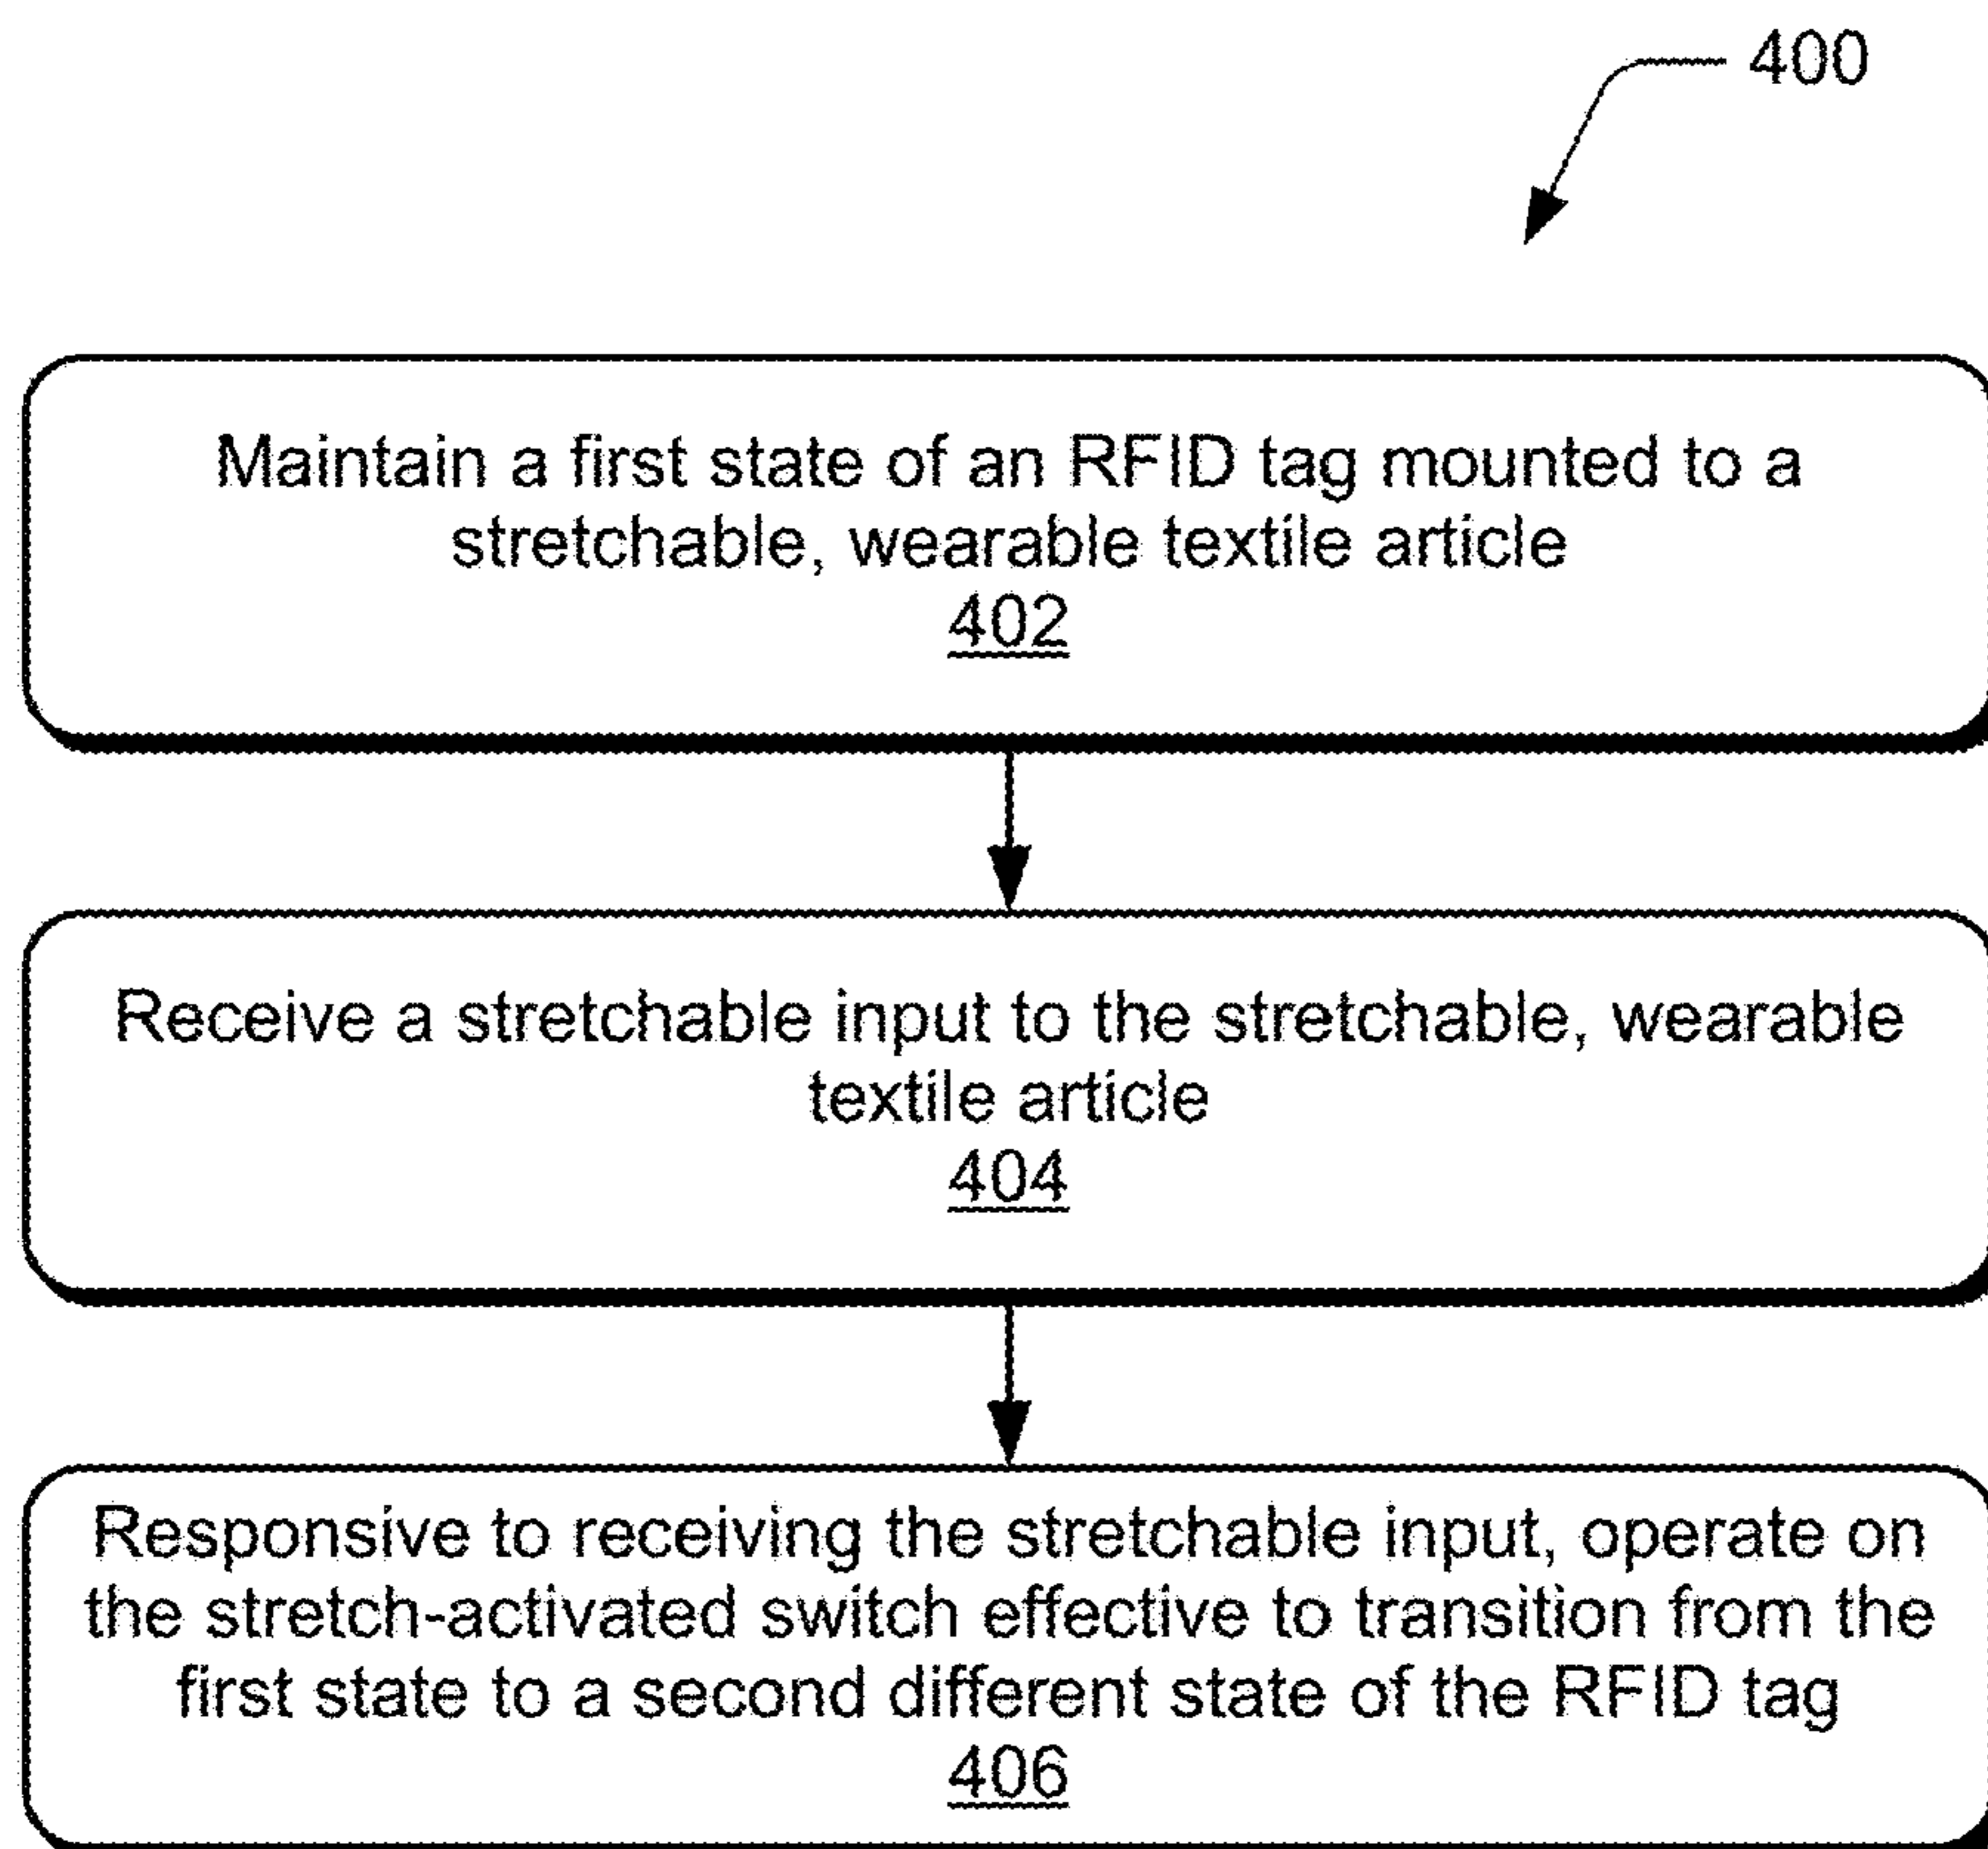 400
Maintain a first state of an RFID tag mounted to a
stretchable, wearable textile article
402
Receive a stretchable input to the stretchable, wearable
textile article
404
Responsive to receiving the stretchable input, operate on
the stretch-activated switch effective to transition from the
first state to a second different state of the RFID tag
406